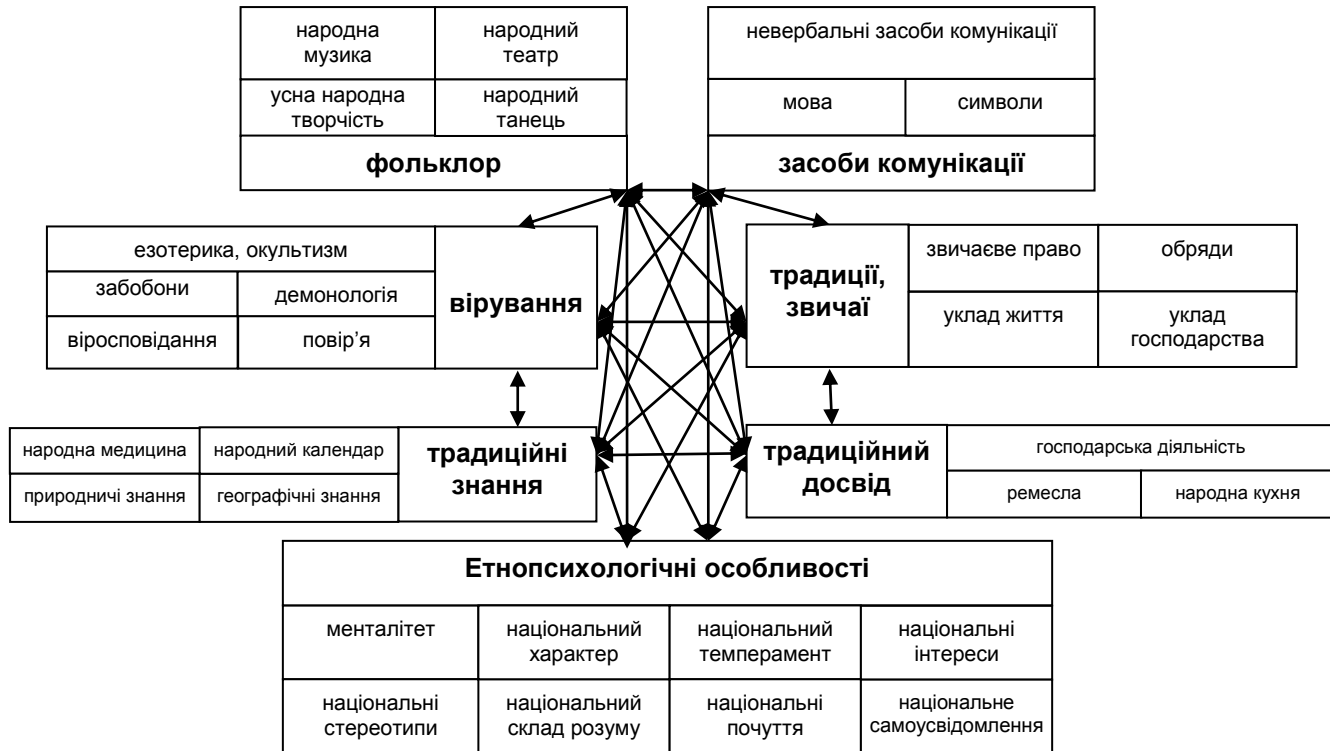 народна
музика
народний
театр
усна народна
творчість
народний
танець
фольклор
невербальні засоби комунікації
мова
символи
засоби комунікації
езотерика, окультизм
забобони
демонологія
віросповідання
повір’я
вірування
традиції,
звичаї
звичаєве право
обряди
уклад життя
уклад
господарства
народна медицина
народний календар
природничі знання
географічні знання
традиційні
знання
традиційний
досвід
господарська діяльність
ремесла
народна кухня
Етнопсихологічні особливості
менталітет
національний
характер
національний
темперамент
національні
інтереси
національні
стереотипи
національний
склад розуму
національні
почуття
національне
самоусвідомлення